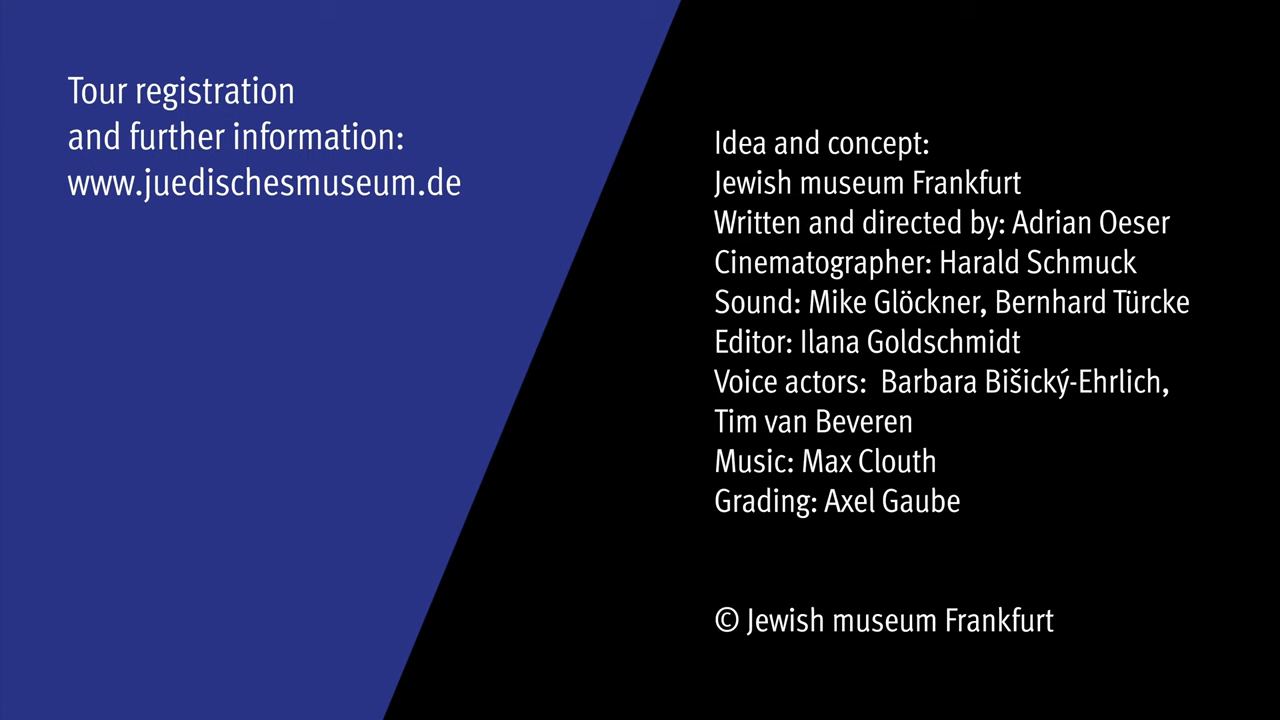 Tour registration
and further information:
www.juedischesmuseum.de
Idea and concept:
Jewish museum Frankfurt
Written and directed by: Adrian Oeser
Cinematographer: Harald Schmuck
Sound: Mike Glöckner, Bernhard Türcke
Editor: Ilana Goldschmidt
Voice actors:  Barbara Bišický-Ehrlich,
Tim van Beveren
Music: Max Clouth
Grading: Axel Gaube
© Jewish museum Frankfurt